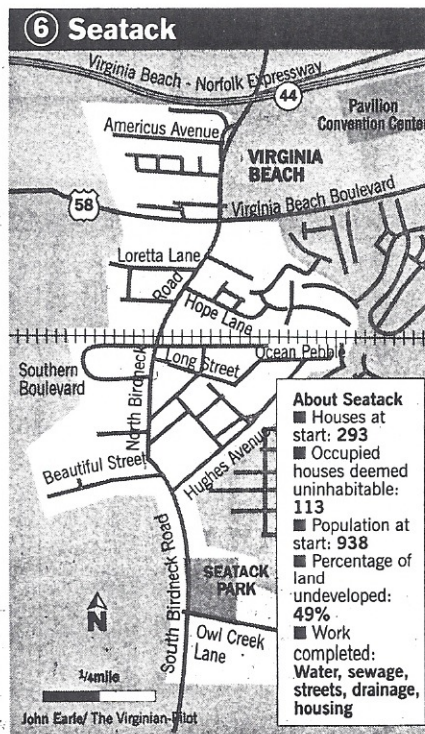 6 Seatack
Virginia Beach - Norfolk Expressway
44
Pavilion
Convention Center
Americus Avenue
VIRGINIA
BEACH
58
Virginia Beach Boulevard
Loretta Lane
North Birdneck Road
Hope Lane
Southern
Boulevard
Long Street
Ocean Pebble
Beautiful Street
Hughes Avenue
South Birdneck Road
SEATACK
PARK
Owl Creek
Lane
N
1/4mile
John Earle/ The Virginian-Pilot
About Seatack
■ Houses at
start: 293
■ Occupied
houses deemed
uninhabitable:
113
■ Population at
start: 938
■ Percentage of
land
undeveloped:
49%
■ Work
completed:
Water, sewage,
streets, drainage,
housing